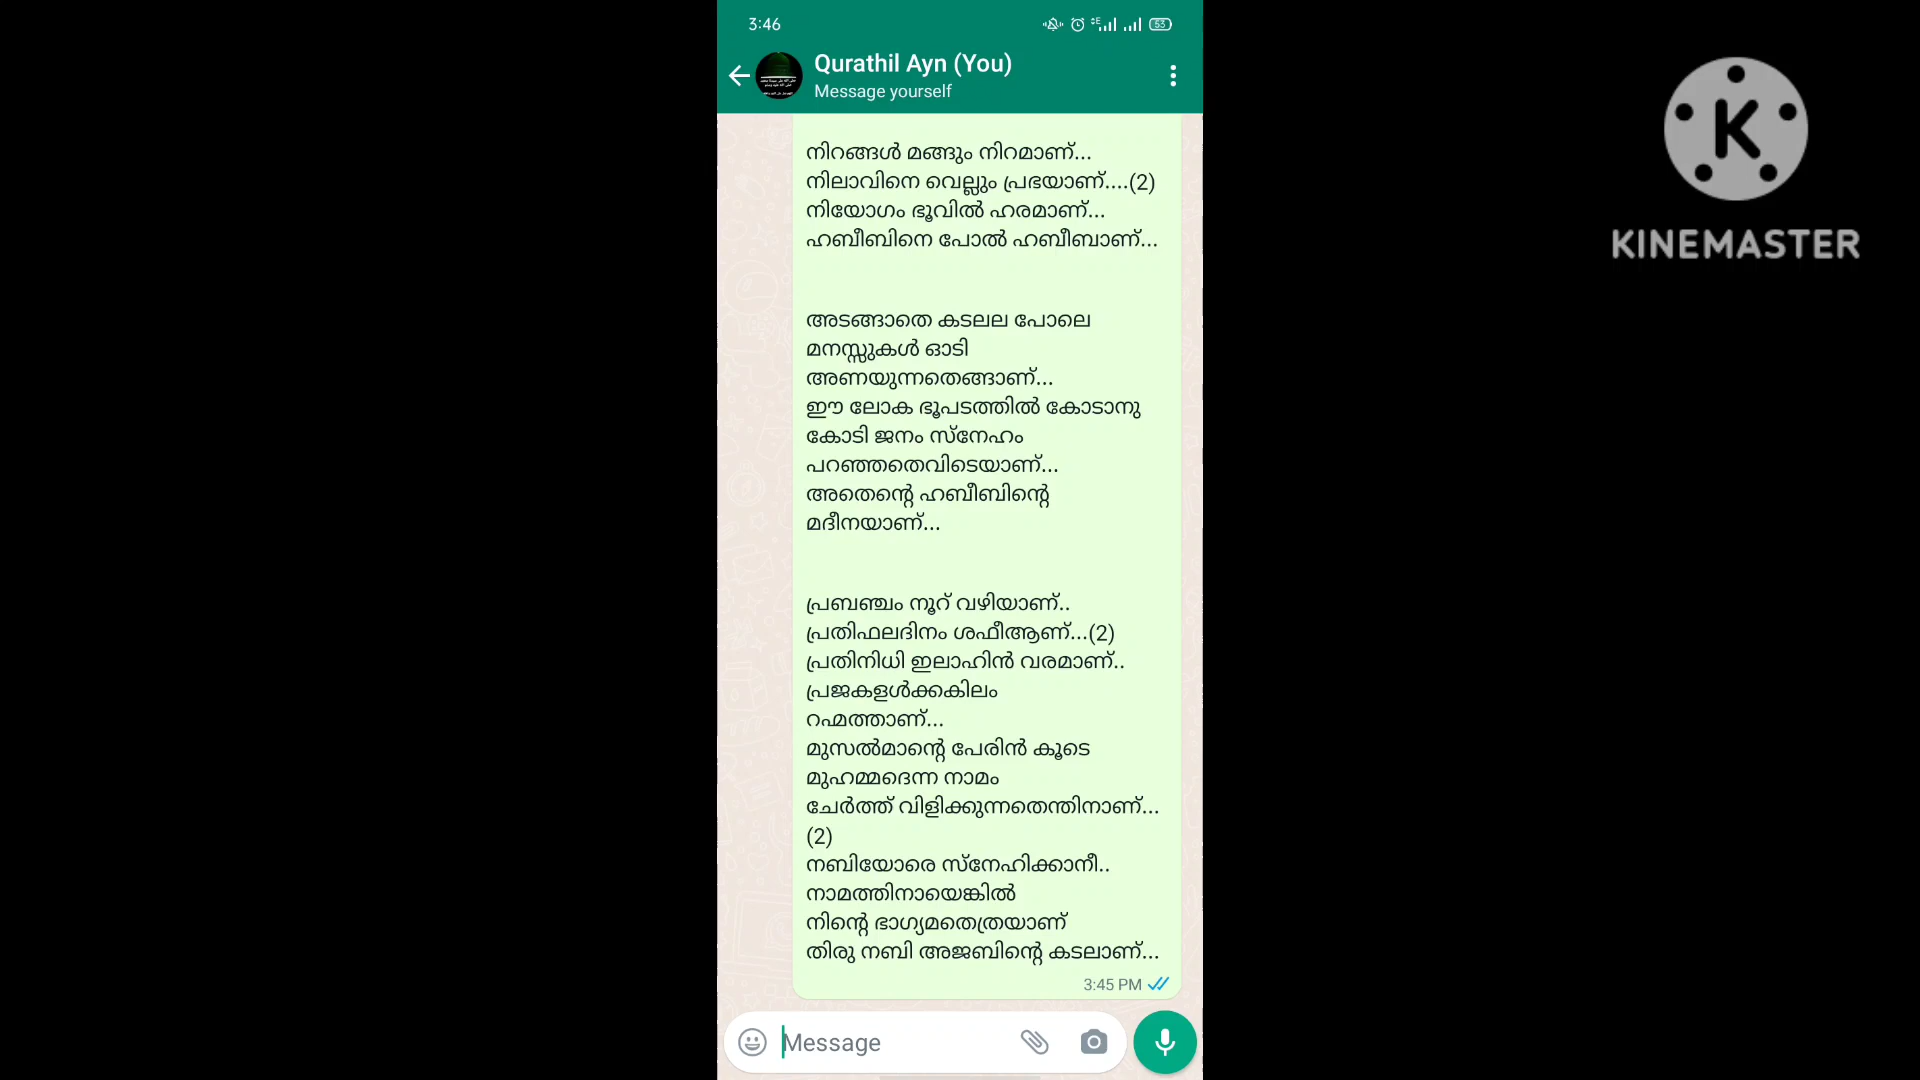 3:46
53
Qurathil Ayn (You)
Message yourself
K
KINEMASTER
നിറങ്ങൾ മങ്ങും നിറമാണ്...
നിലാവിനെ വെല്ലും പ്രഭയാണ്....(2)
നിയോഗം ഭൂവിൽ ഹരമാണ്...
ഹബീബിനെ പോൽ ഹബീബാണ്...
അടങ്ങാതെ കടലല പോലെ
മനസ്സുകൾ ഓടി
അണയുന്നതെങ്ങാണ്...
ഈ ലോക ഭൂപടത്തിൽ കോടാനു
കോടി ജനം സ്നേഹം
പറഞ്ഞതെവിടെയാണ്...
അതെന്റെ ഹബീബിന്റെ
മദീനയാണ്...
പ്രബഞ്ചം നൂറ് വഴിയാണ്..
പ്രതിഫലദിനം ശഫീആണ്...(2)
പ്രതിനിധി ഇലാഹിൻ വരമാണ്..
പ്രജകളൾക്കകിലം
റഹ്മത്താണ്...
മുസൽമാന്റെ പേരിൻ കൂടെ
മുഹമ്മദെന്ന നാമം
ചേർത്ത് വിളിക്കുന്നതെന്തിനാണ്...
(2)
നബിയോരെ സ്നേഹിക്കാനീ..
നാമത്തിനായെങ്കിൽ
നിന്റെ ഭാഗ്യമതെത്രയാണ്
തിരു നബി അജബിന്റെ കടലാണ്...
3:45 PM
Message